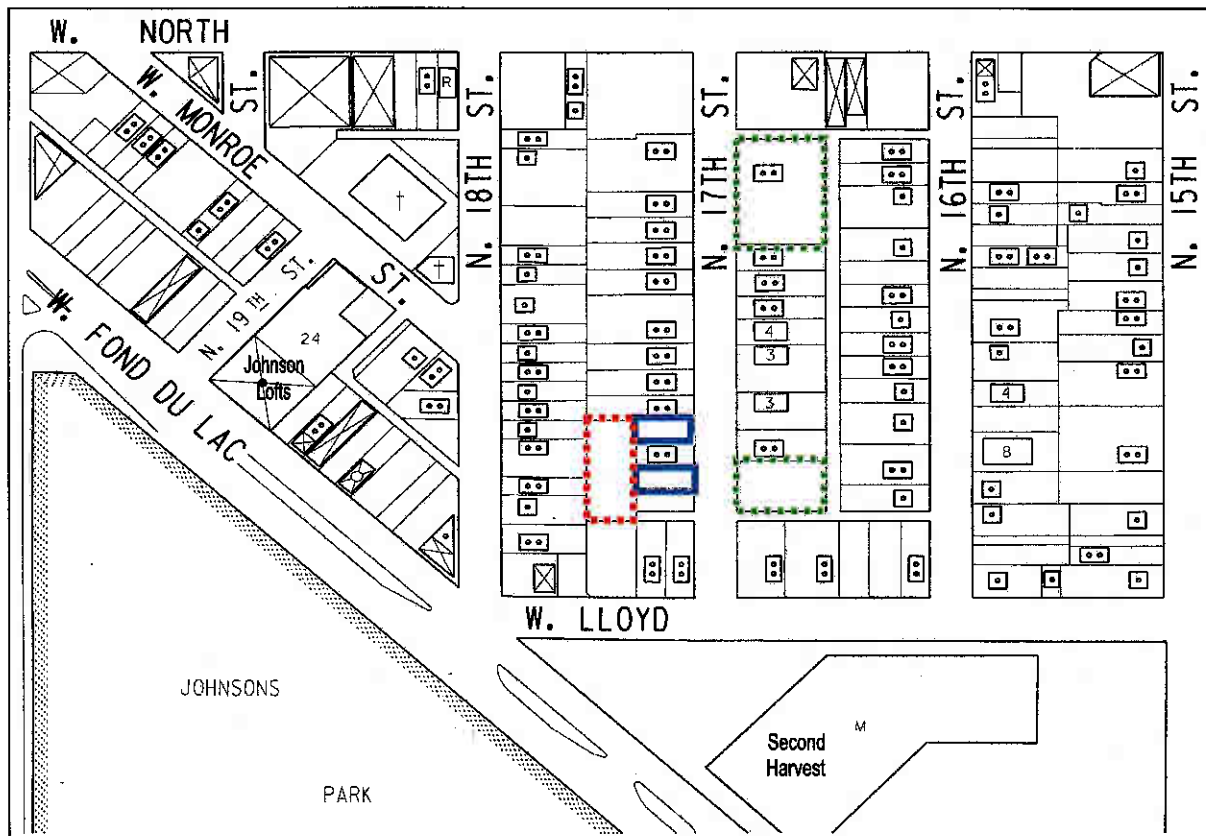 W. NORTH
W. MONROE ST.
ST.
R
N. 18TH ST.
N. 17TH ST.
N. 16TH ST.
N. 15TH ST.
N. 19TH ST.
W. FOND DU LAC
24
Johnson
Lofts
4
3
3
4
8
W. LLOYD
JOHNSONS
PARK
M
Second
Harvest